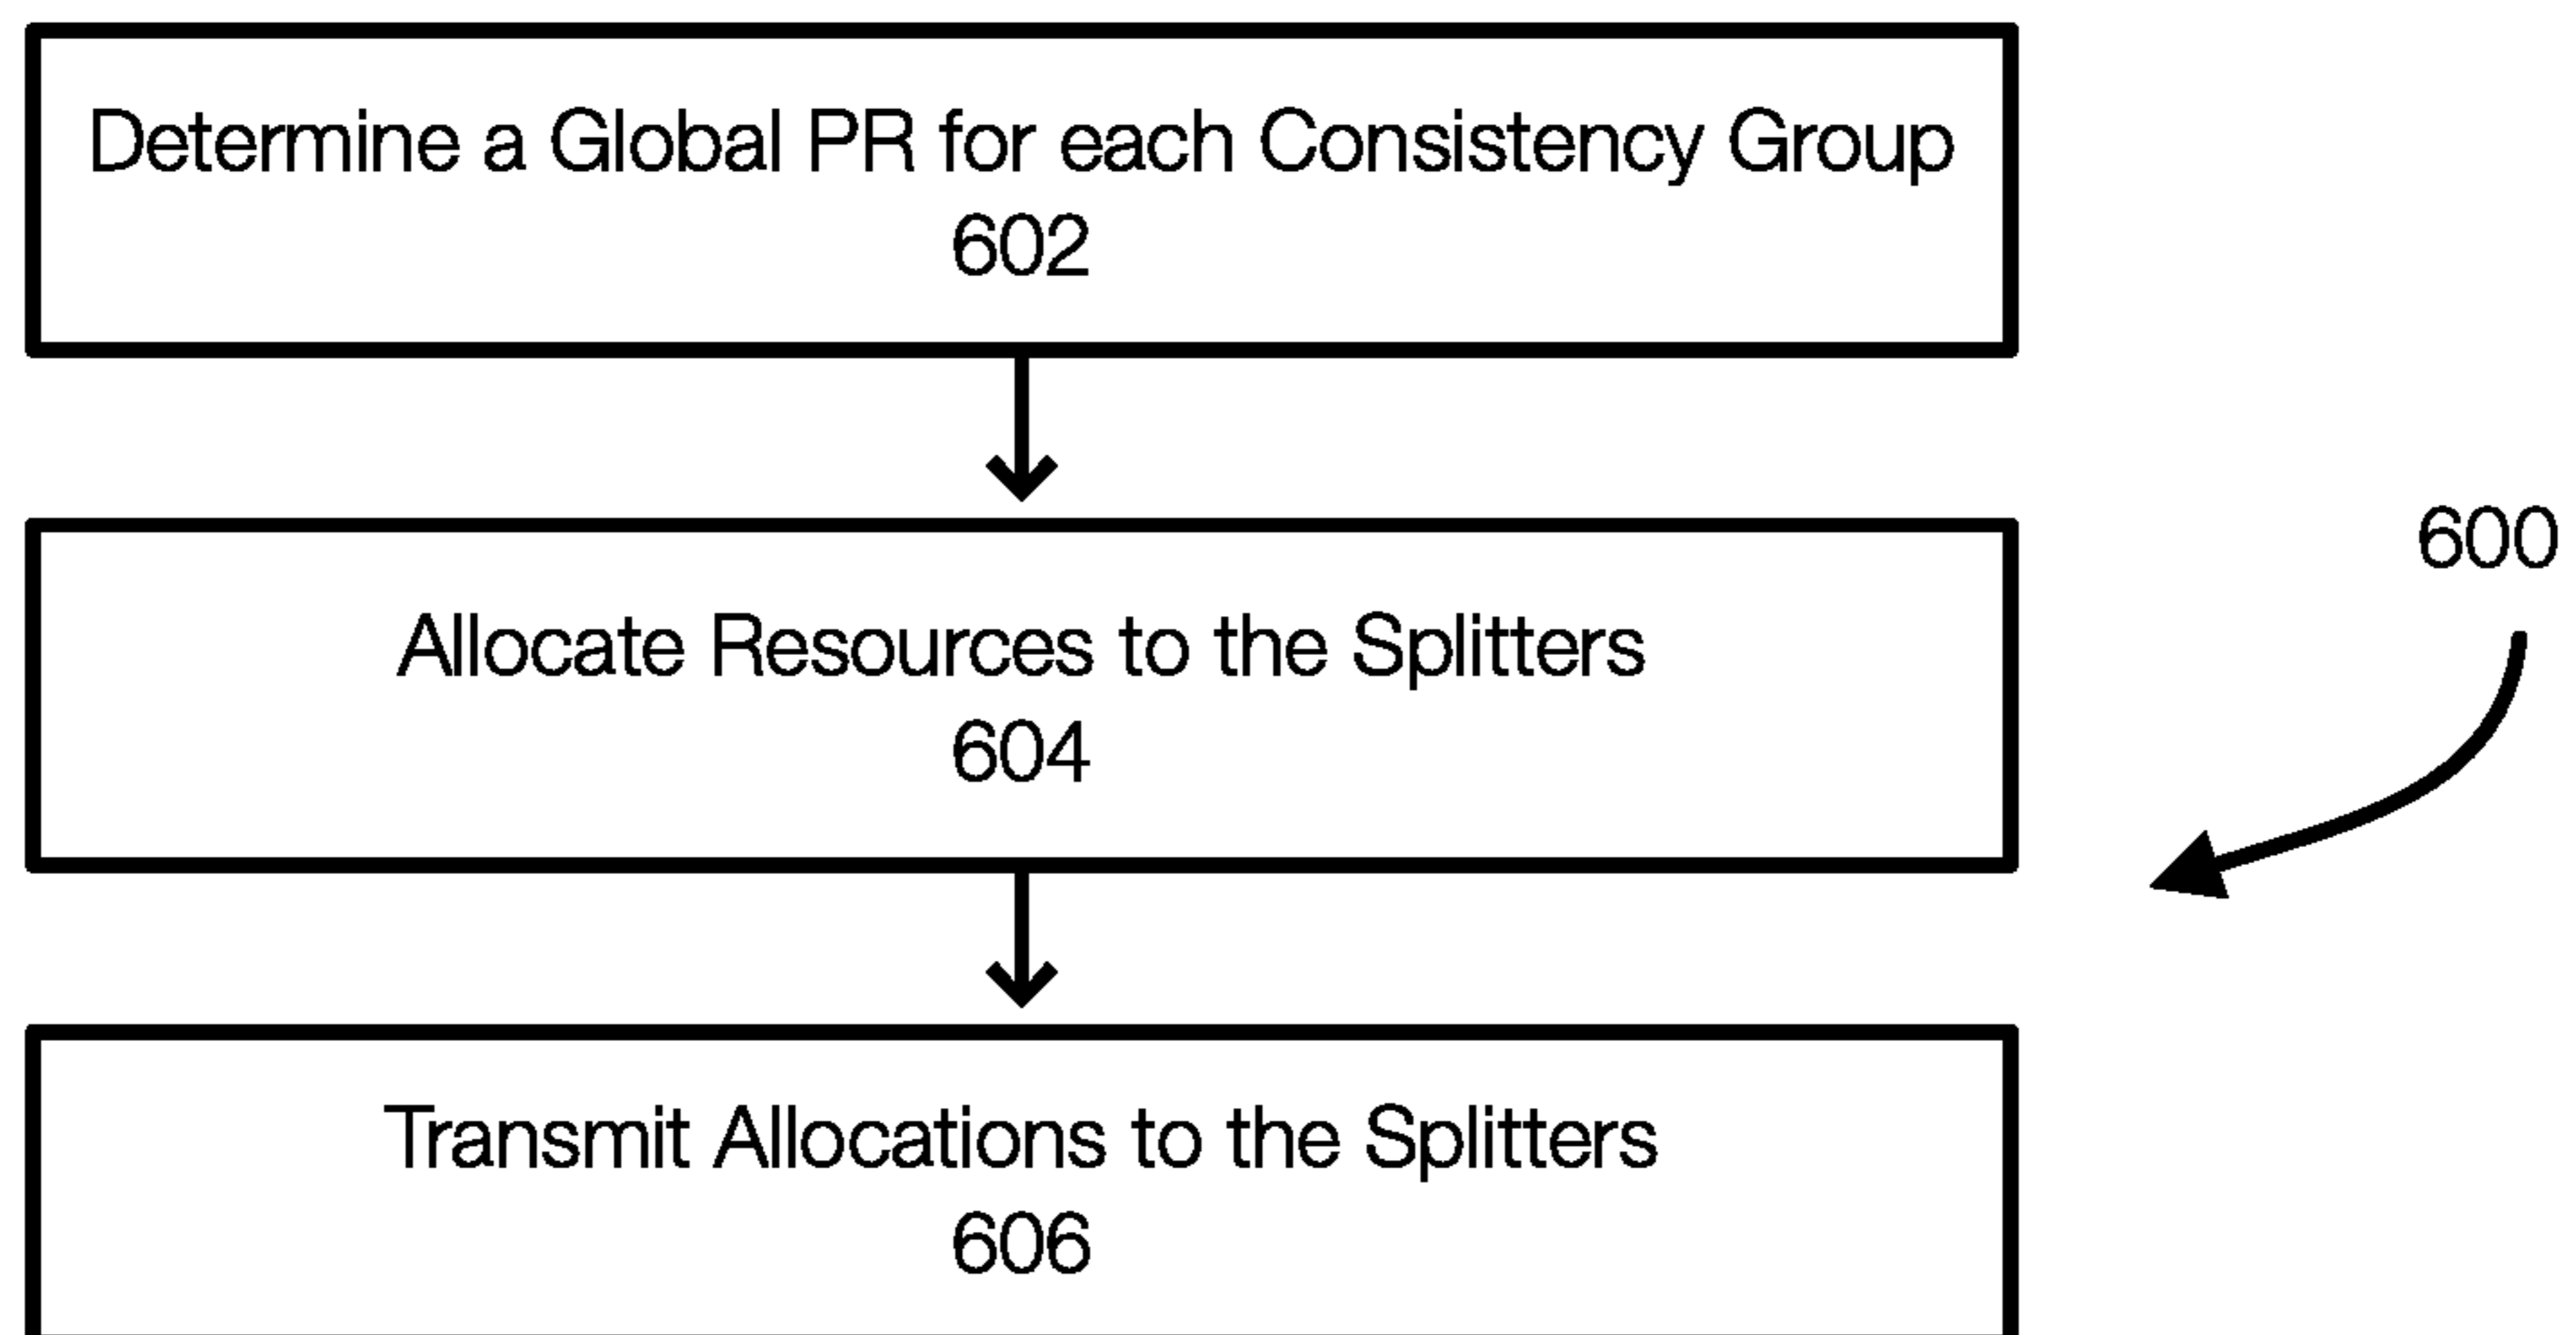 Determine a Global PR for each Consistency Group
602
Allocate Resources to the Splitters
604
600
Transmit Allocations to the Splitters
606